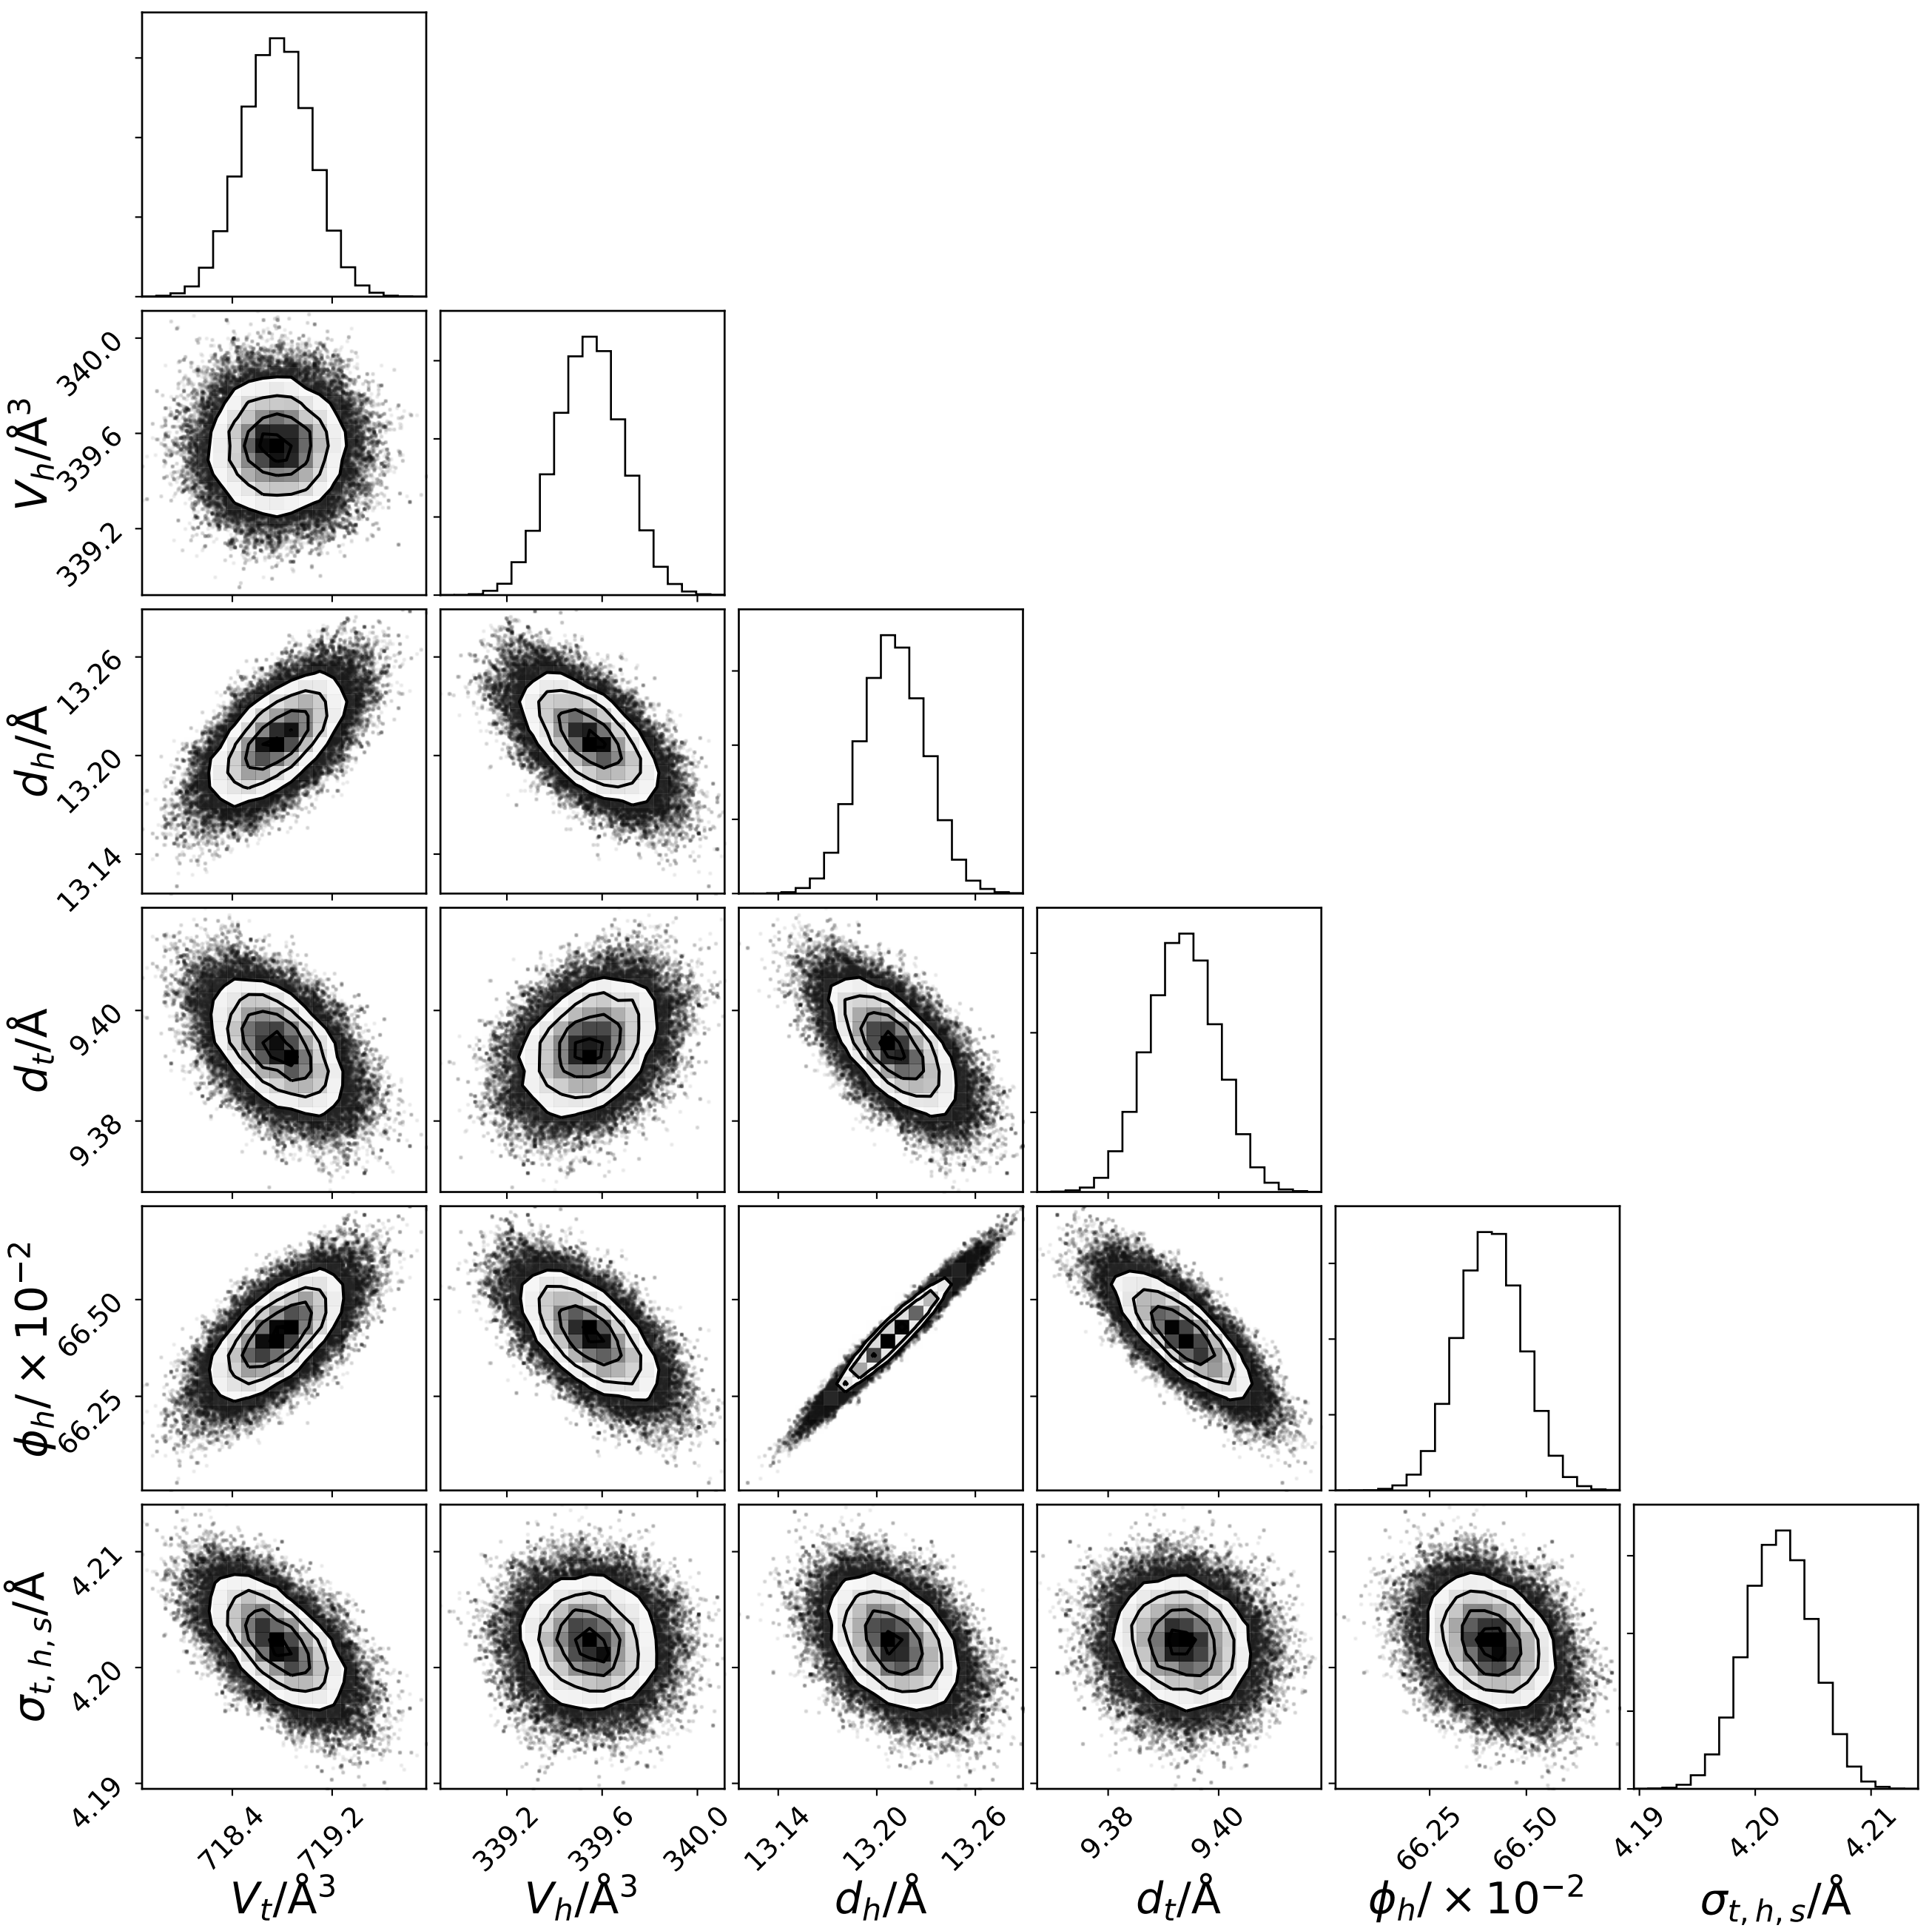 340.0
339.6
339.2
V_h/Å^3
13.26
13.20
13.14
d_h/Å
9.40
9.38
d_t/Å
66.50
66.25
ϕ_h/ × 10^−2
4.21
4.20
4.19
σ_{t, h, s}/Å
718.4 719.2 339.2 339.6 340.0 13.14 13.20 13.26 9.38 9.40 66.25 66.50 4.19 4.20 4.21
V_t/Å^3 V_h/Å^3 d_h/Å d_t/Å ϕ_h/ × 10^−2 σ_{t, h, s}/Å